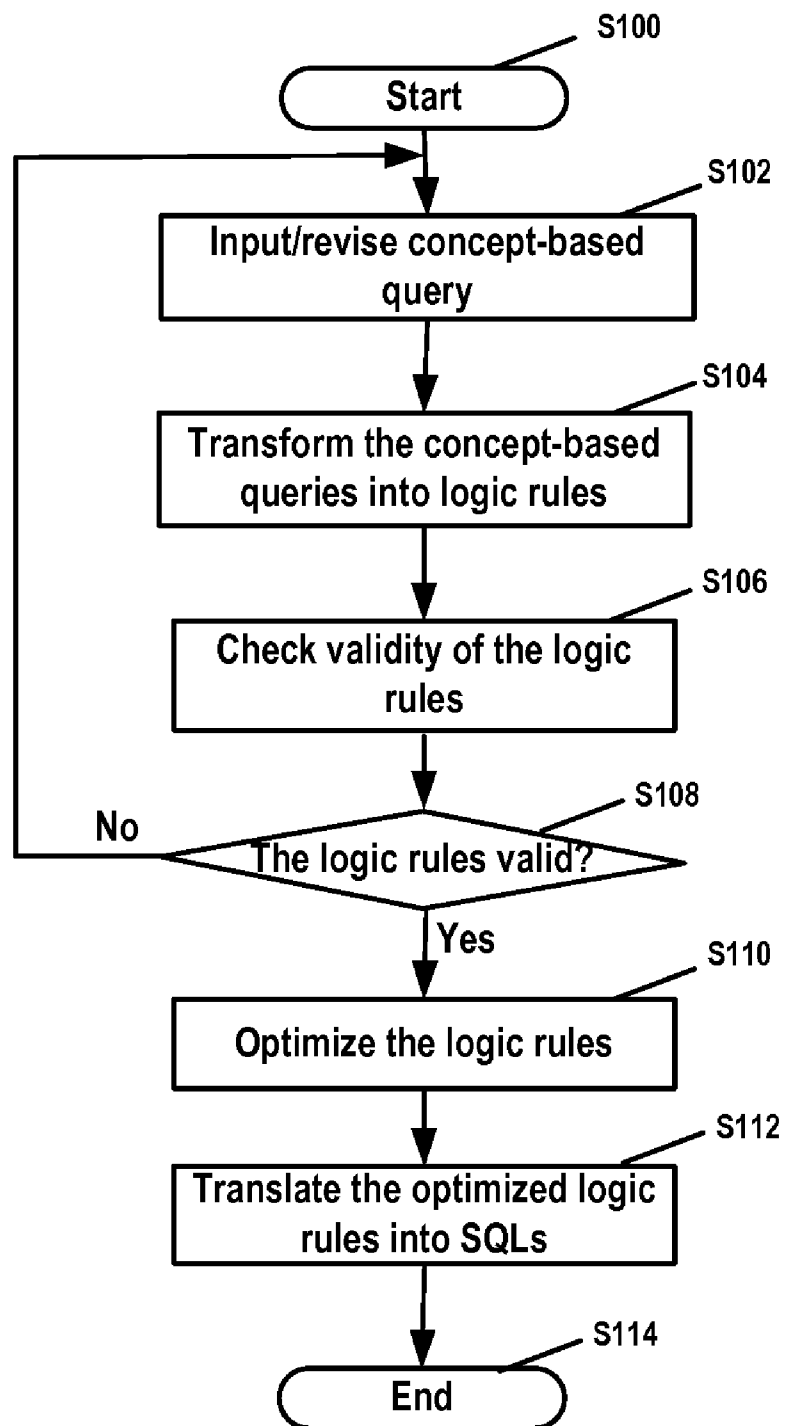 S100
Start
S102
Input/revise concept-based
query
S104
Transform the concept-based
queries into logic rules
S106
Check validity of the logic
rules
S108
No
The logic rules valid?
Yes
S110
Optimize the logic rules
S112
Translate the optimized logic
rules into SQLs
S114
End